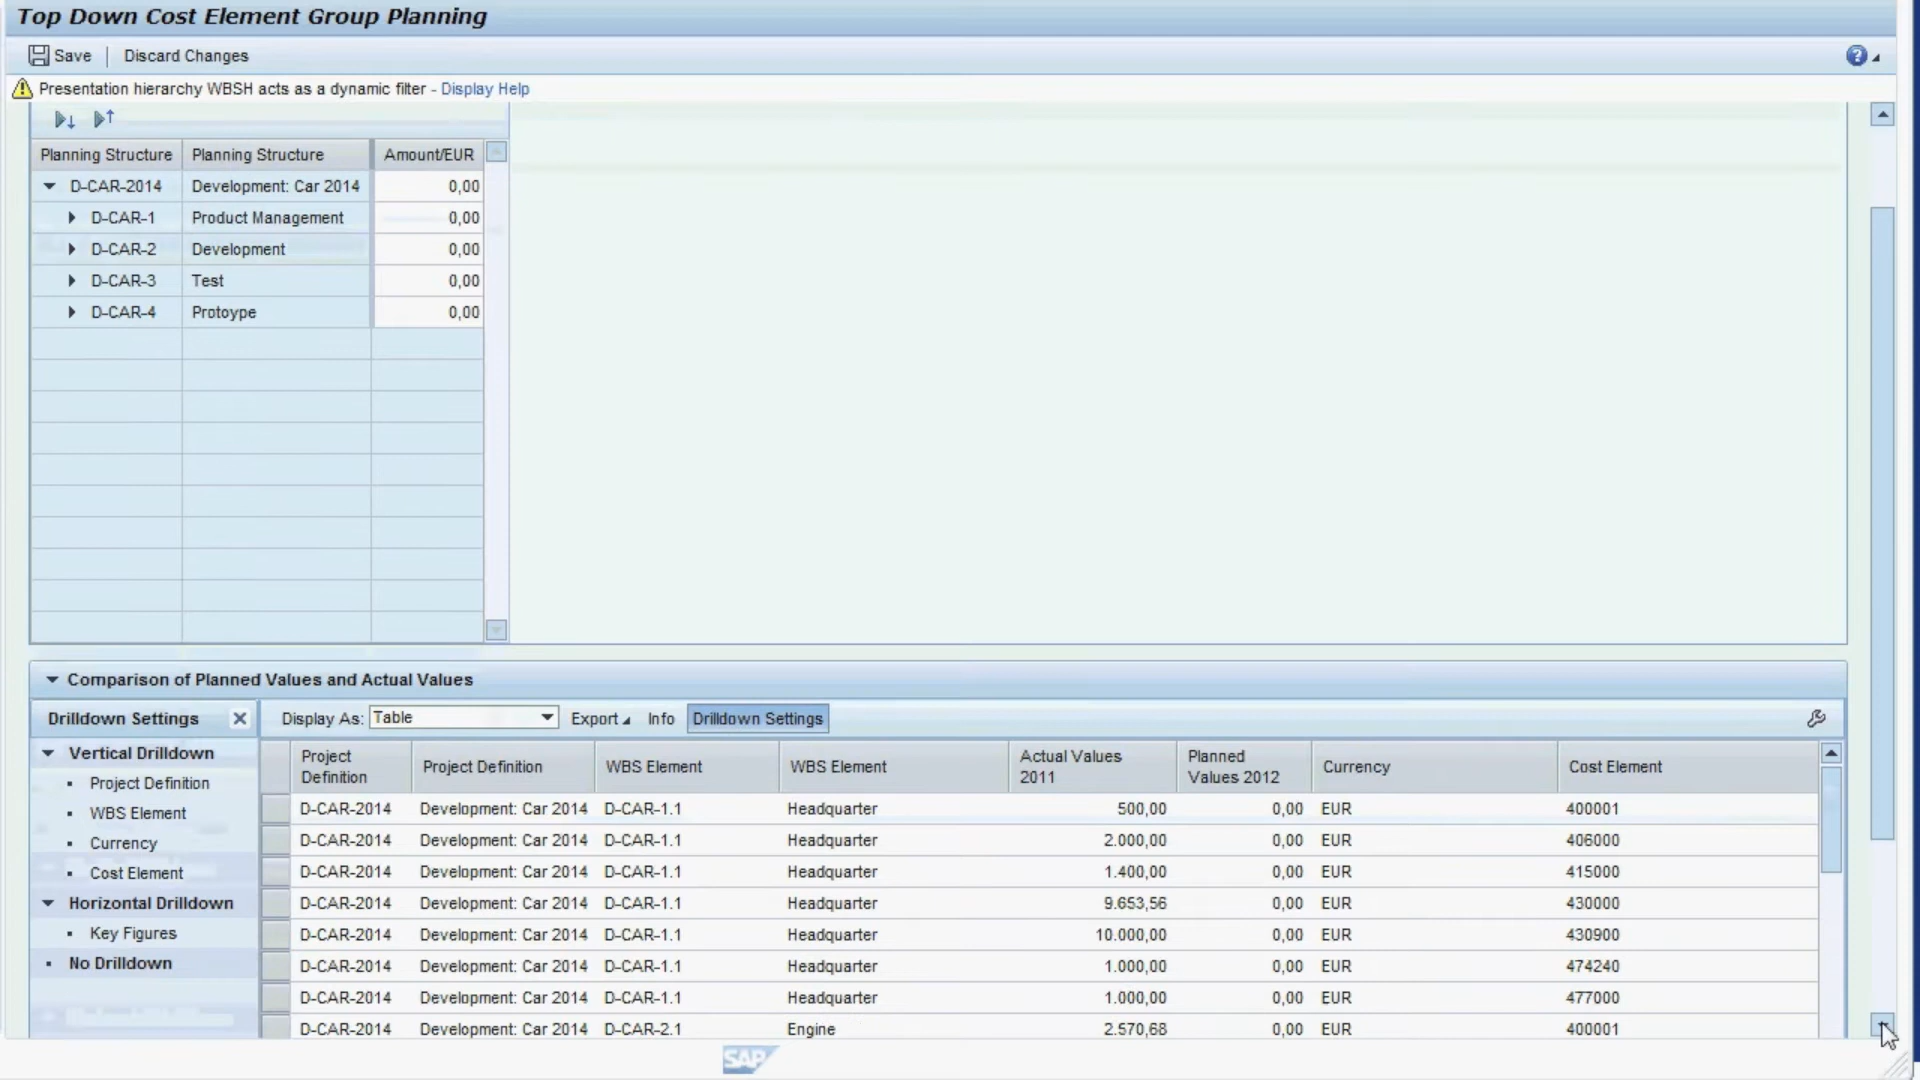 Top Down Cost Element Group Planning
Save Discard Changes
Presentation hierarchy WBSH acts as a dynamic filter - Display Help
Planning Structure Planning Structure Amount/EUR
D-CAR-2014 Development: Car 2014 0,00
D-CAR-1 Product Management 0,00
D-CAR-2 Development 0,00
D-CAR-3 Test 0,00
D-CAR-4 Protoype 0,00
Comparison of Planned Values and Actual Values
Drilldown Settings
Vertical Drilldown
Project Definition
WBS Element
Currency
Cost Element
Horizontal Drilldown
Key Figures
No Drilldown
Display As: Table Export Info Drilldown Settings
Project Definition Project Definition WBS Element WBS Element Actual Values 2011 Planned Values 2012 Currency Cost Element
D-CAR-2014 Development: Car 2014 D-CAR-1.1 Headquarter 500,00 0,00 EUR 400001
D-CAR-2014 Development: Car 2014 D-CAR-1.1 Headquarter 2.000,00 0,00 EUR 406000
D-CAR-2014 Development: Car 2014 D-CAR-1.1 Headquarter 1.400,00 0,00 EUR 415000
D-CAR-2014 Development: Car 2014 D-CAR-1.1 Headquarter 9.653,56 0,00 EUR 430000
D-CAR-2014 Development: Car 2014 D-CAR-1.1 Headquarter 10.000,00 0,00 EUR 430900
D-CAR-2014 Development: Car 2014 D-CAR-1.1 Headquarter 1.000,00 0,00 EUR 474240
D-CAR-2014 Development: Car 2014 D-CAR-1.1 Headquarter 1.000,00 0,00 EUR 477000
D-CAR-2014 Development: Car 2014 D-CAR-2.1 Engine 2.570,68 0,00 EUR 400001
SAP